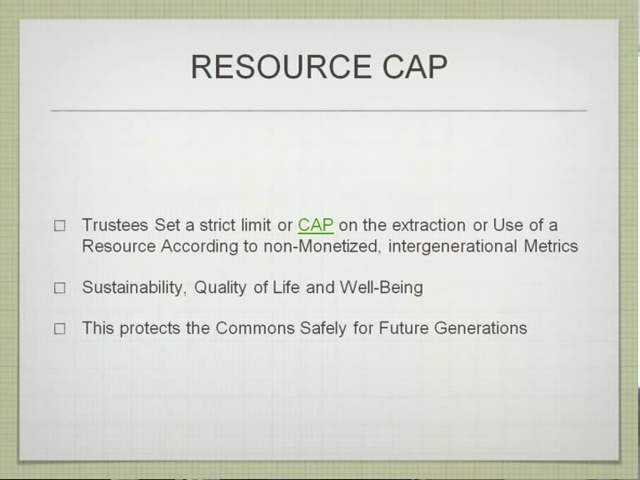 RESOURCE CAP
Trustees Set a strict limit or CAP on the extraction or Use of a
Resource According to non-Monetized, intergenerational Metrics
Sustainability, Quality of Life and Well-Being
This protects the Commons Safely for Future Generations